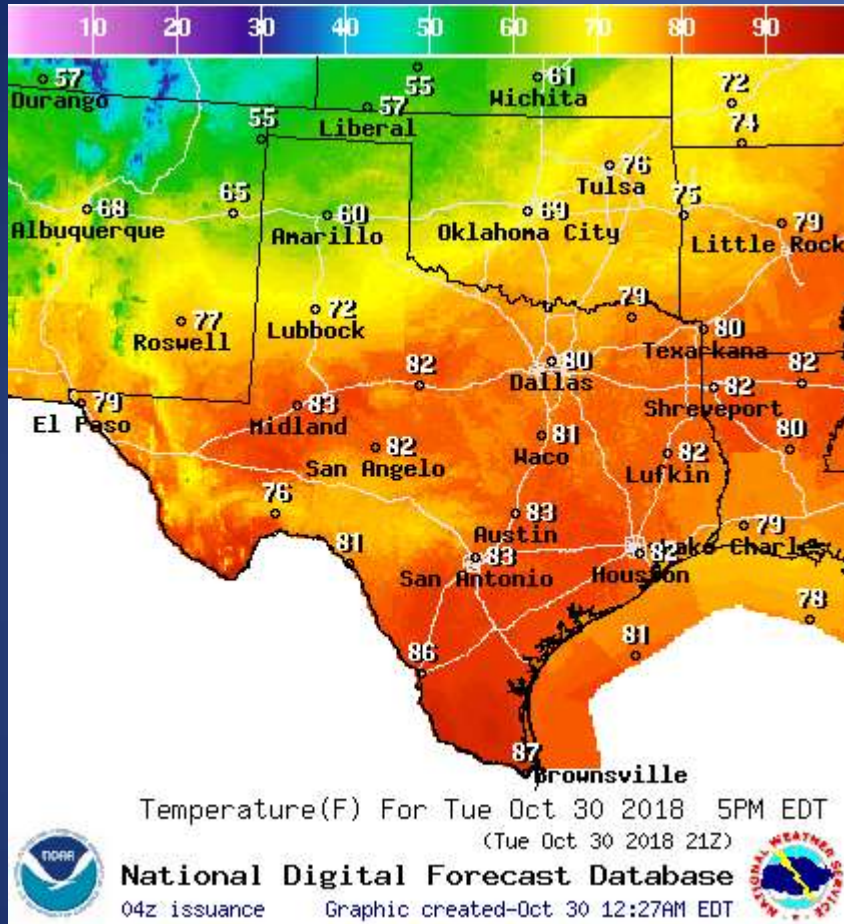 10 20 30 40 50 60 70 80 90
57 55 61 72
Durango 57 Wichita
55 Liberal 74
76
Tulsa
68 65 60 69 75 79
Albuquerque Amarillo Oklahoma City Little Rock
77 72 79 80
Roswell Lubbock Texarkana
82 80 82 82
Dallas Shreveport
79 83
El Paso Midland
82 81 82 80
San Angelo Waco Lufkin
76 83 79
Austin Lake Charles
81 83 82
San Antonio Houston
78
86 81
87
Brownsville
Temperature(F) For Tue Oct 30 2018 5PM EDT
(Tue Oct 30 2018 21Z)
NOAA
NATIONAL WEATHER SERVICE
National Digital Forecast Database
04z issuance Graphic created-Oct 30 12:27AM EDT